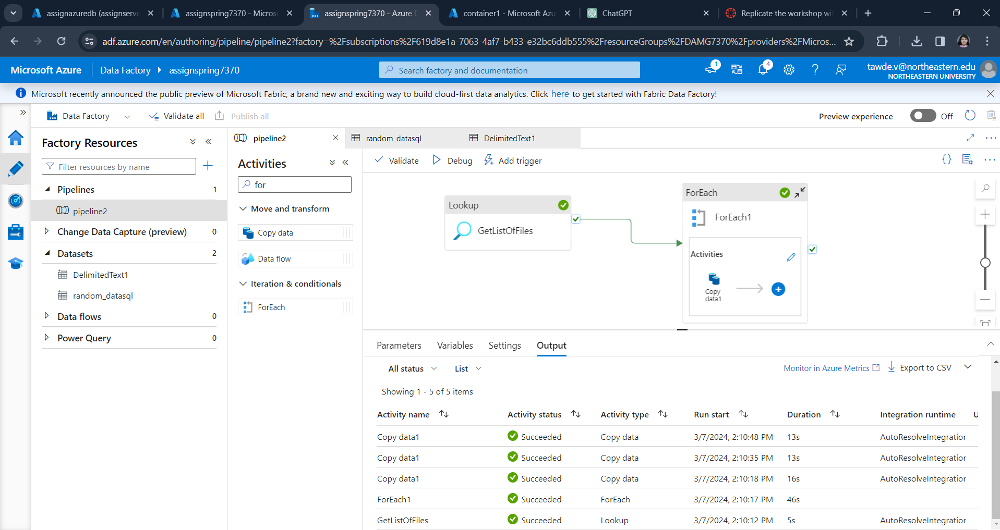 assignazuredb (assignserve
assignspring7370 - Micros
assignspring7370 - Azure D
container1 - Microsoft Azu
ChatGPT
Replicate the workshop wi
adf.azure.com/en/authoring/pipeline/pipeline2?factory=%2Fsubscriptions%2F619d8e1a-7063-4af7-b433-e32bc6ddb555%2FresourceGroups%2FDAMG7370%2Fproviders%2FMicros...
Microsoft Azure
Data Factory
assignspring7370
Search factory and documentation
1
4
tawde.v@northeastern.edu
NORTHEASTERN UNIVERSITY
Microsoft recently announced the public preview of Microsoft Fabric, a brand new and exciting way to build cloud-first data analytics. Click here to get started with Fabric Data Factory!
Data Factory
Validate all
Publish all
Preview experience
Off
Factory Resources
Filter resources by name
Pipelines 1
pipeline2
Change Data Capture (preview) 0
Datasets 2
DelimitedText1
random_datasql
Data flows 0
Power Query 0
pipeline2
random_datasql
DelimitedText1
Activities
for
Move and transform
Copy data
Data flow
Iteration & conditionals
ForEach
Validate
Debug
Add trigger
Lookup
GetListOfFiles
ForEach
ForEach1
Activities
Copy
data1
Parameters
Variables
Settings
Output
All status
List
Monitor in Azure Metrics
Export to CSV
Showing 1 - 5 of 5 items
Activity name Activity status Activity type Run start Duration Integration runtime U
Copy data1 Succeeded Copy data 3/7/2024, 2:10:48 PM 13s AutoResolveIntegration
Copy data1 Succeeded Copy data 3/7/2024, 2:10:35 PM 13s AutoResolveIntegration
Copy data1 Succeeded Copy data 3/7/2024, 2:10:18 PM 16s AutoResolveIntegration
ForEach1 Succeeded ForEach 3/7/2024, 2:10:17 PM 46s
GetListOfFiles Succeeded Lookup 3/7/2024, 2:10:12 PM 5s AutoResolveIntegration